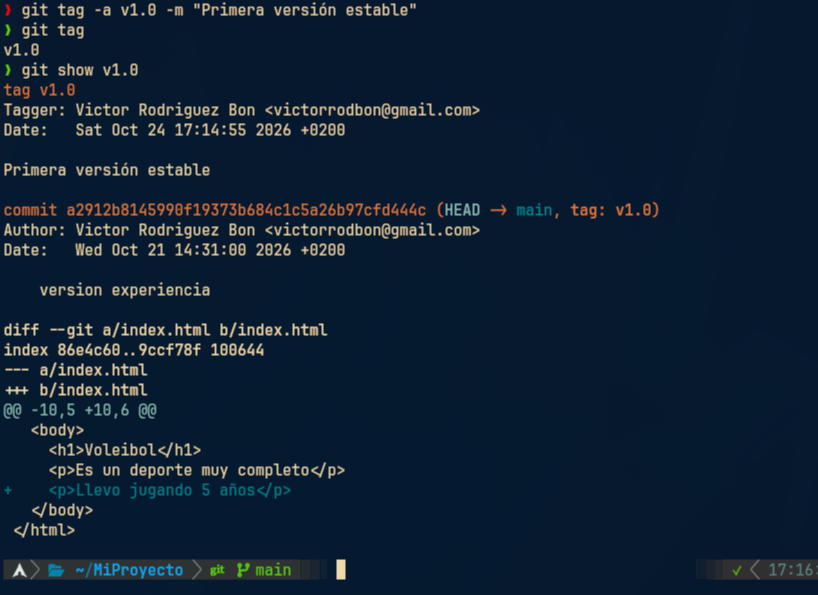 ❯ git tag -a v1.0 -m "Primera versión estable"
❯ git tag
v1.0
❯ git show v1.0
tag v1.0
Tagger: Victor Rodriguez Bon <victorrodbon@gmail.com>
Date:   Sat Oct 24 17:14:55 2026 +0200
Primera versión estable
commit a2912b8145990f19373b684c1c5a26b97cfd444c (HEAD -> main, tag: v1.0)
Author: Victor Rodriguez Bon <victorrodbon@gmail.com>
Date:   Wed Oct 21 14:31:00 2026 +0200
    version experiencia
diff --git a/index.html b/index.html
index 86e4c60..9ccf78f 100644
--- a/index.html
+++ b/index.html
@@ -10,5 +10,6 @@
   <body>
     <h1>Voleibol</h1>
     <p>Es un deporte muy completo</p>
+    <p>Llevo jugando 5 años</p>
   </body>
 </html>
~/MiProyecto git main ✓ 17:16: